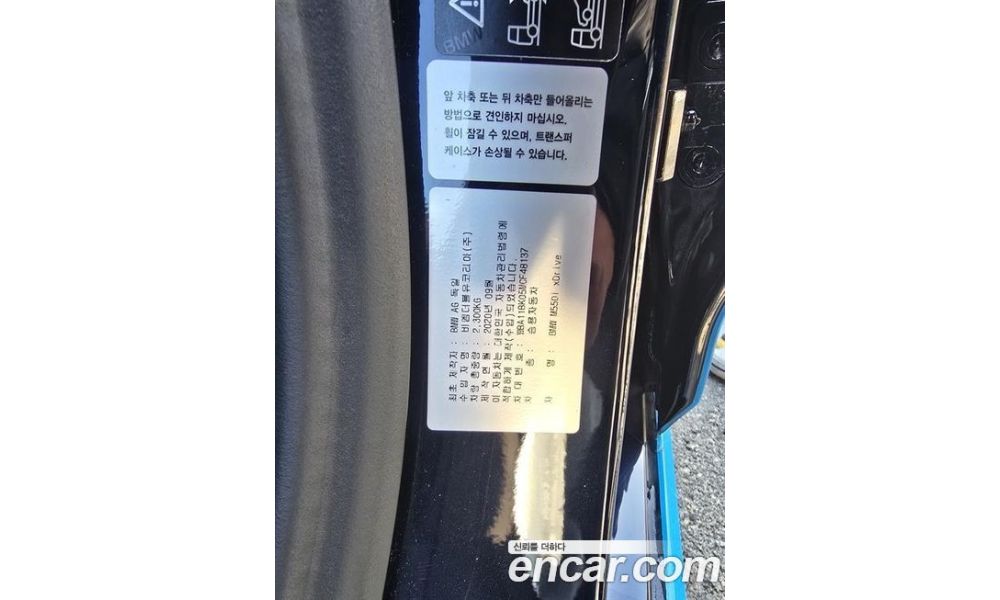 BMW
앞 차축 또는 뒤 차축만 들어올리는
방법으로 견인하지 마십시오.
휠이 잠길 수 있으며, 트랜스퍼
케이스가 손상될 수 있습니다.
최초 제작자 : BMW AG 독일
수 입 자 명 : 비엠더블유코리아(주)
차량 총중량 : 2,300KG
제 작 연 월 : 2020년 09월
이 자동차는 대한민국 자동차관리법령에
적합하게 제작(수입)되었습니다.
차 대 번 호 : WBA11BK05MCF48137
차 종 : 승용자동차
차 명 : BMW M550i xDrive
신뢰를 더하다
encar.com